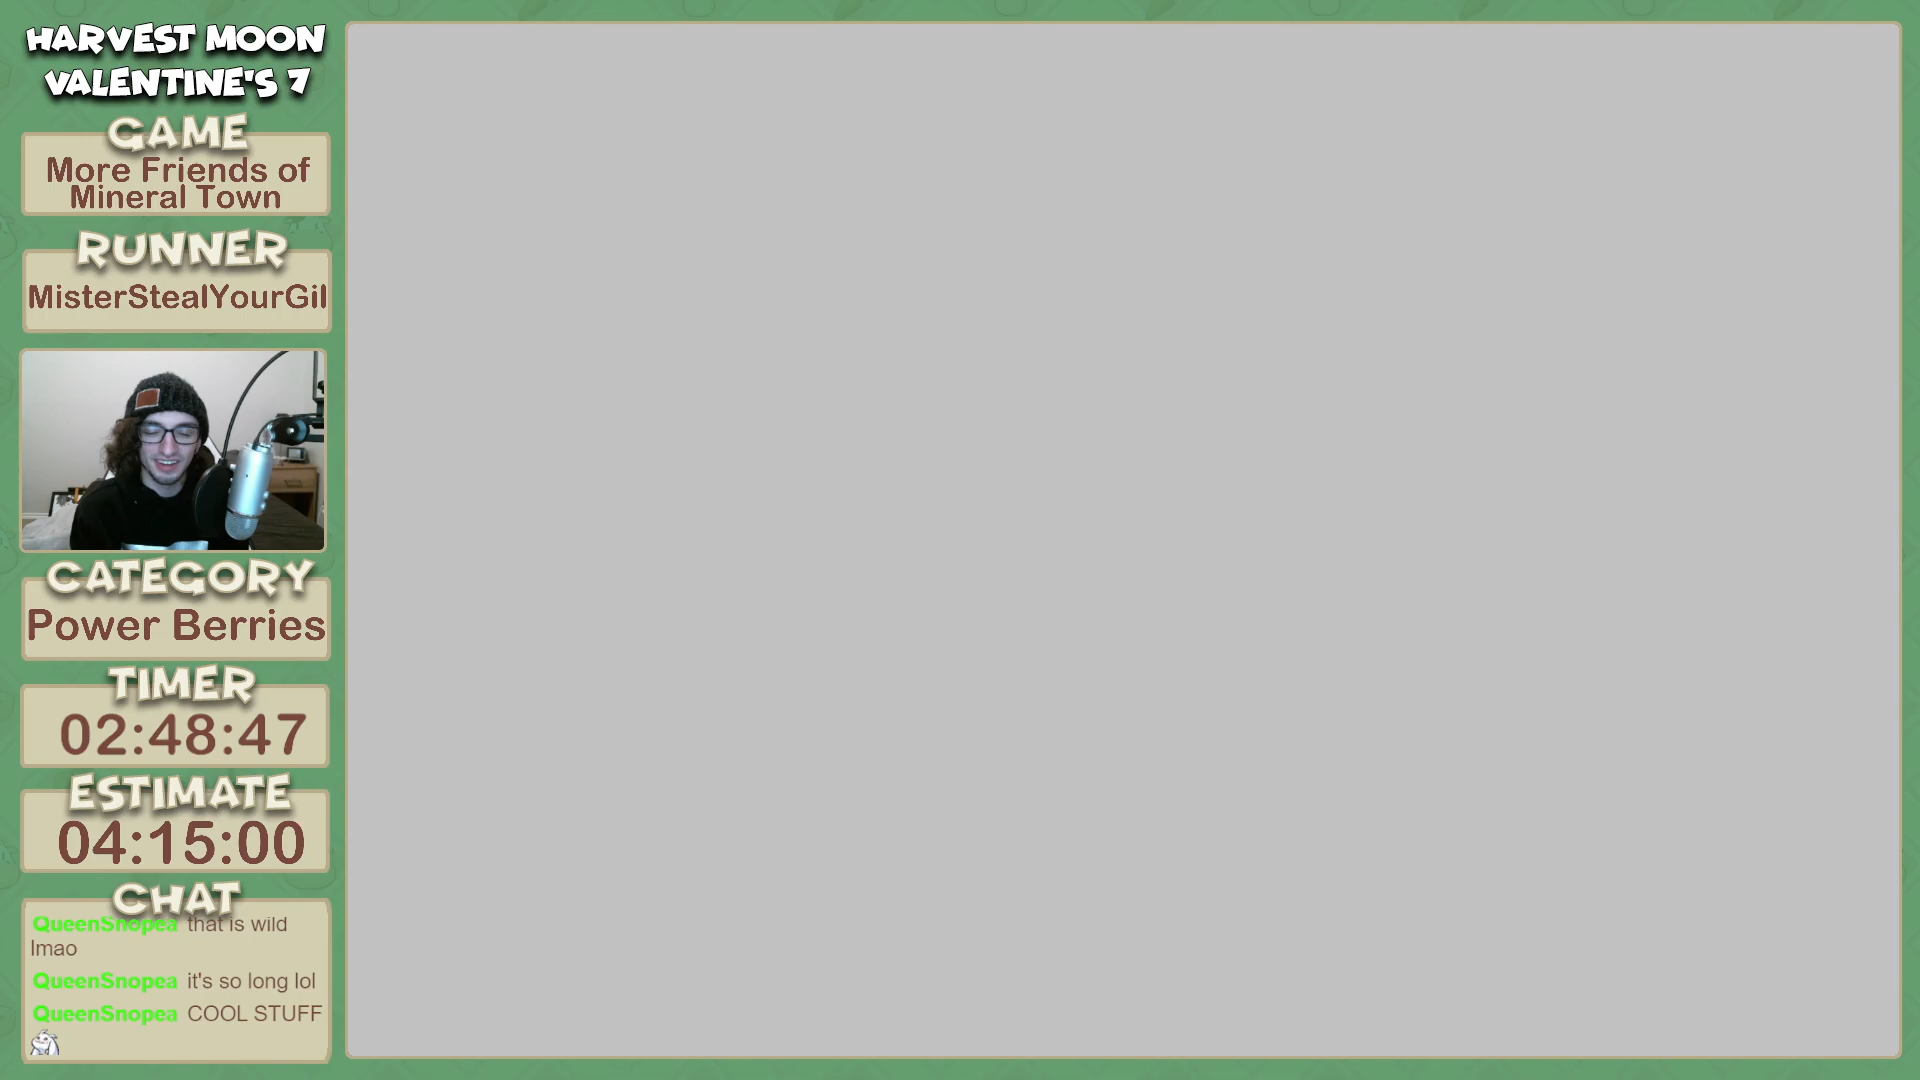 HARVEST MOON
VALENTINE'S 7
GAME
More Friends of
Mineral Town
RUNNER
MisterStealYourGil
CATEGORY
Power Berries
TIMER
02:48:47
ESTIMATE
04:15:00
CHAT
QueenSnopea that is wild
lmao
QueenSnopea it's so long lol
QueenSnopea COOL STUFF